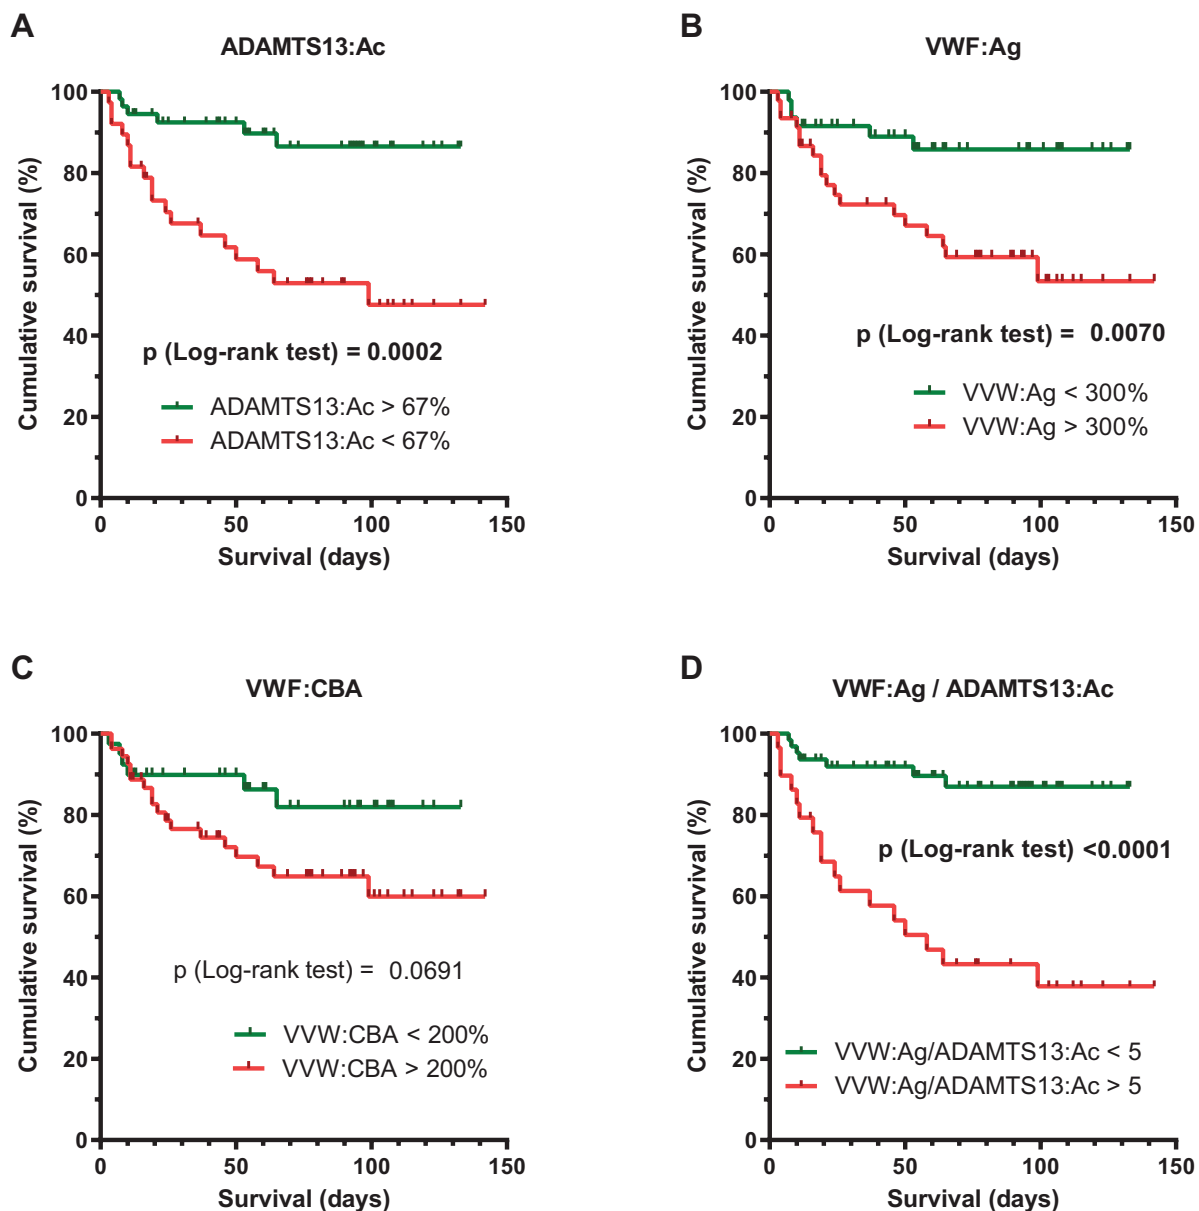 A
ADAMTS13:Ac
Cumulative survival (%)
100
80
60
40
20
0
p (Log-rank test) = 0.0002
ADAMTS13:Ac > 67%
ADAMTS13:Ac < 67%
0 50 100 150
Survival (days)
B
VWF:Ag
Cumulative survival (%)
100
80
60
40
20
0
p (Log-rank test) = 0.0070
VVW:Ag < 300%
VVW:Ag > 300%
0 50 100 150
Survival (days)
C
VWF:CBA
Cumulative survival (%)
100
80
60
40
20
0
p (Log-rank test) = 0.0691
VVW:CBA < 200%
VVW:CBA > 200%
0 50 100 150
Survival (days)
D
VWF:Ag / ADAMTS13:Ac
Cumulative survival (%)
100
80
60
40
20
0
p (Log-rank test) <0.0001
VVW:Ag/ADAMTS13:Ac < 5
VVW:Ag/ADAMTS13:Ac > 5
0 50 100 150
Survival (days)